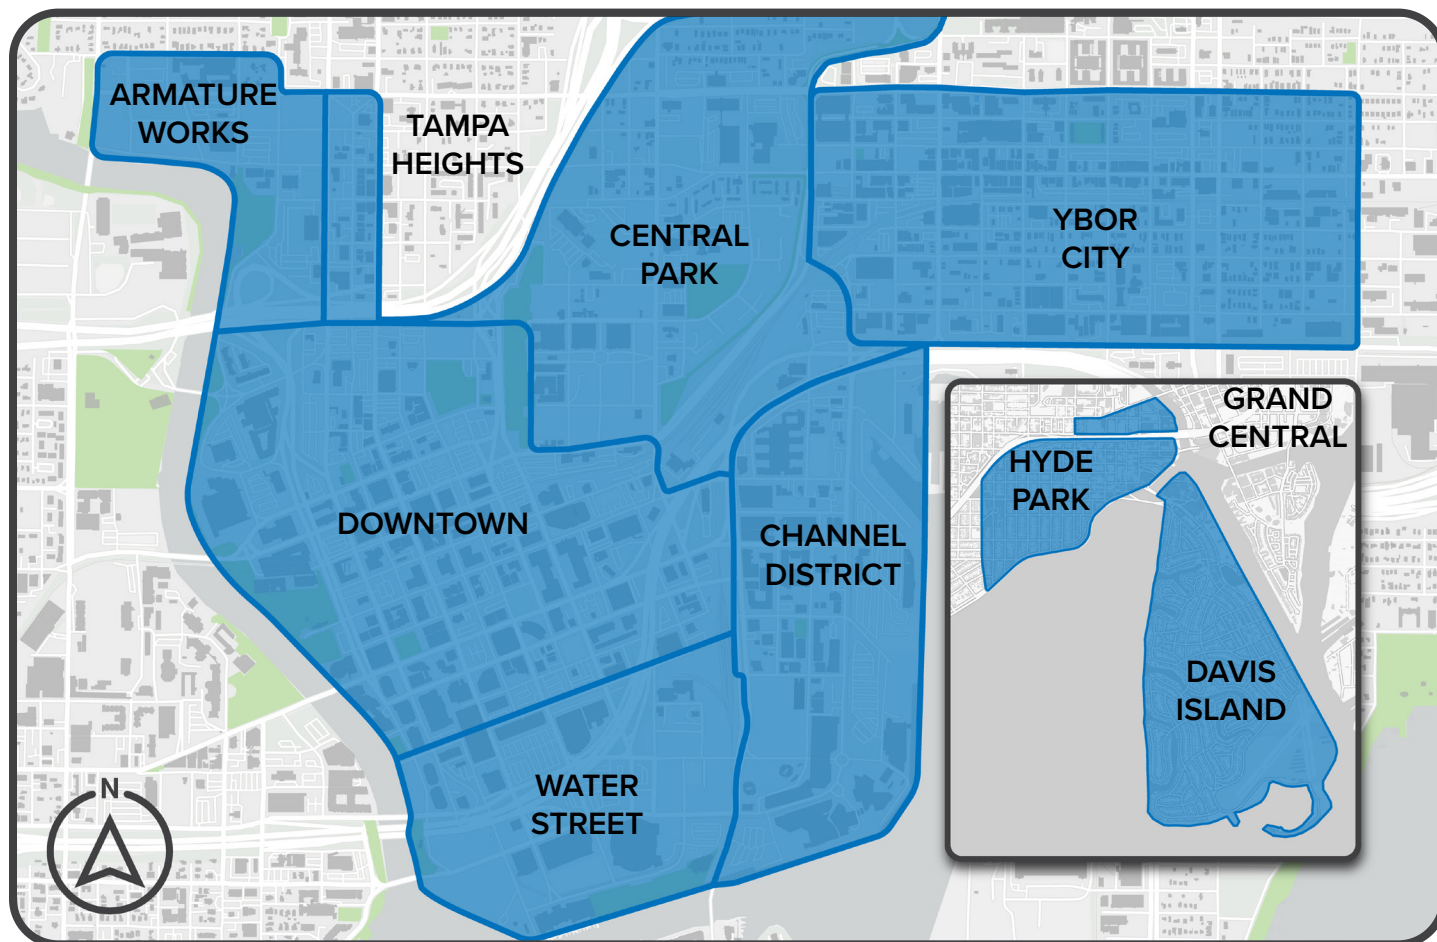 ARMATURE
WORKS
TAMPA
HEIGHTS
CENTRAL
PARK
YBOR
CITY
GRAND
CENTRAL
HYDE
PARK
DOWNTOWN
CHANNEL
DISTRICT
DAVIS
ISLAND
WATER
STREET
N